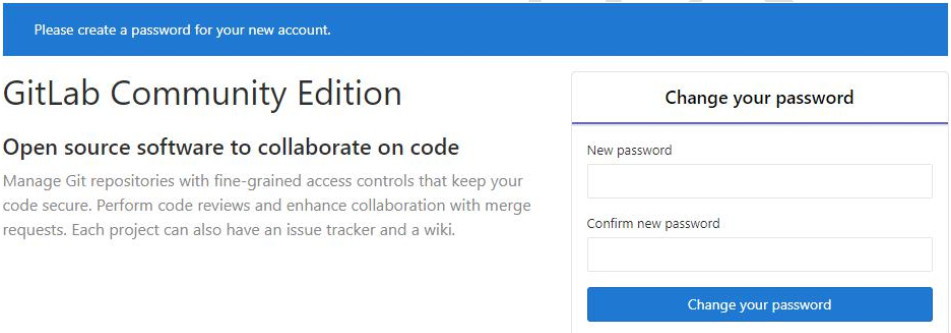 Please create a password for your new account.
GitLab Community Edition
Open source software to collaborate on code
Manage Git repositories with fine-grained access controls that keep your
code secure. Perform code reviews and enhance collaboration with merge
requests. Each project can also have an issue tracker and a wiki.
Change your password
New password
Confirm new password
Change your password